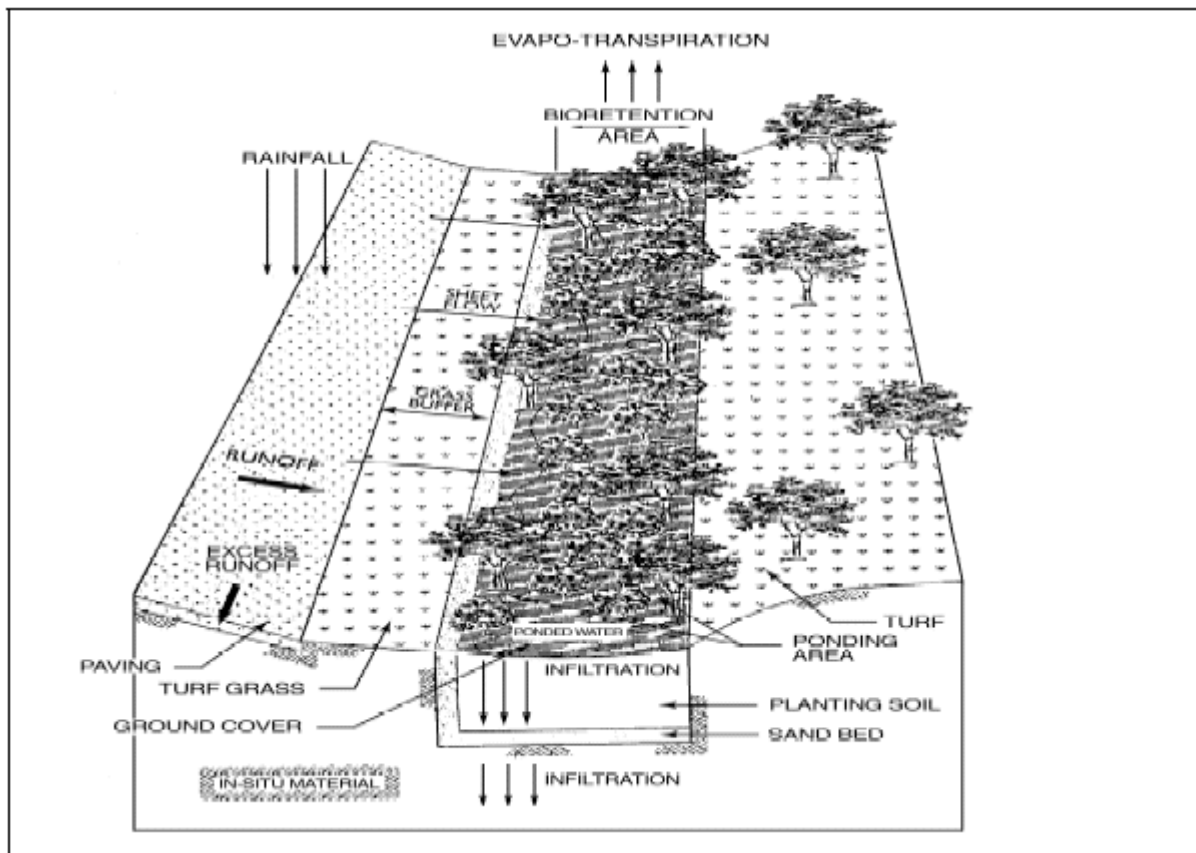 EVAPO-TRANSPIRATION
BIORETENTION
AREA
RAINFALL
SHEET
FLOW
GRASS
BUFFER
RUNOFF
EXCESS
RUNOFF
PONDED WATER
TURF
PONDING
AREA
PAVING
INFILTRATION
TURF GRASS
PLANTING SOIL
GROUND COVER
SAND BED
IN-SITU MATERIAL
INFILTRATION